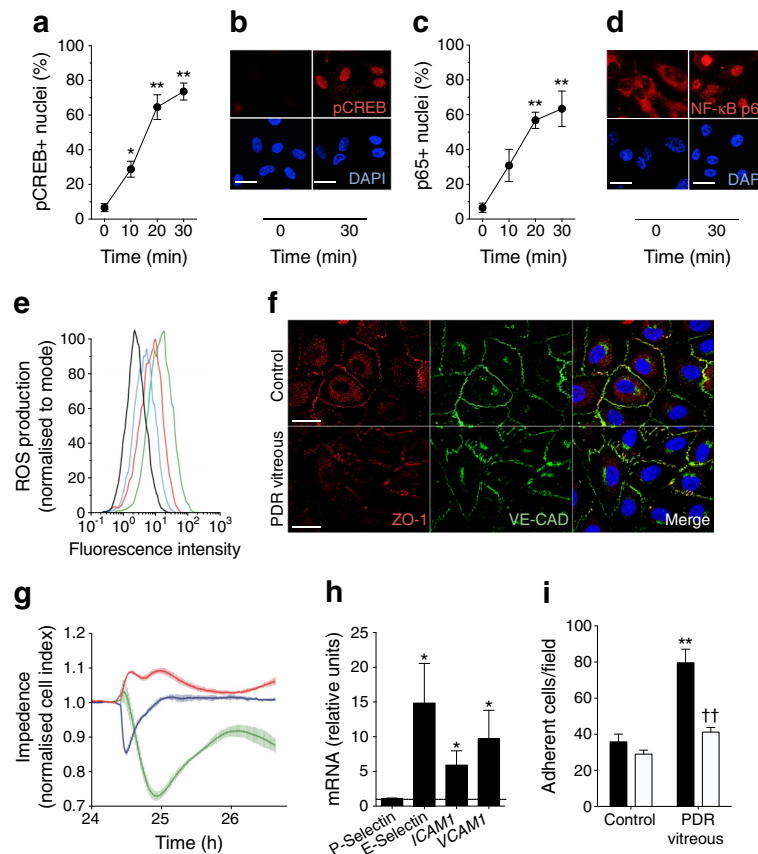 a
pCREB+ nuclei (%)
100
80
60
40
20
0
*
**
**
0 10 20 30
Time (min)
b
pCREB
DAPI
0 30
Time (min)
c
p65+ nuclei (%)
100
80
60
40
20
0
**
**
0 10 20 30
Time (min)
d
NF-κB p6
DAP
0 30
Time (min)
e
ROS production
(normalised to mode)
100
80
60
40
20
0
10⁻¹ 10⁰ 10¹ 10² 10³
Fluorescence intensity
f
Control
PDR vitreous
ZO-1
VE-CAD
Merge
g
Impedence
(normalised cell index)
1.2
1.1
1.0
0.9
0.8
0.7
24 25 26
Time (h)
h
mRNA (relative units)
25
20
15
10
5
0
*
*
*
P-Selectin
E-Selectin
ICAM1
VCAM1
i
Adherent cells/field
100
80
60
40
20
0
**
††
Control
PDR
vitreous